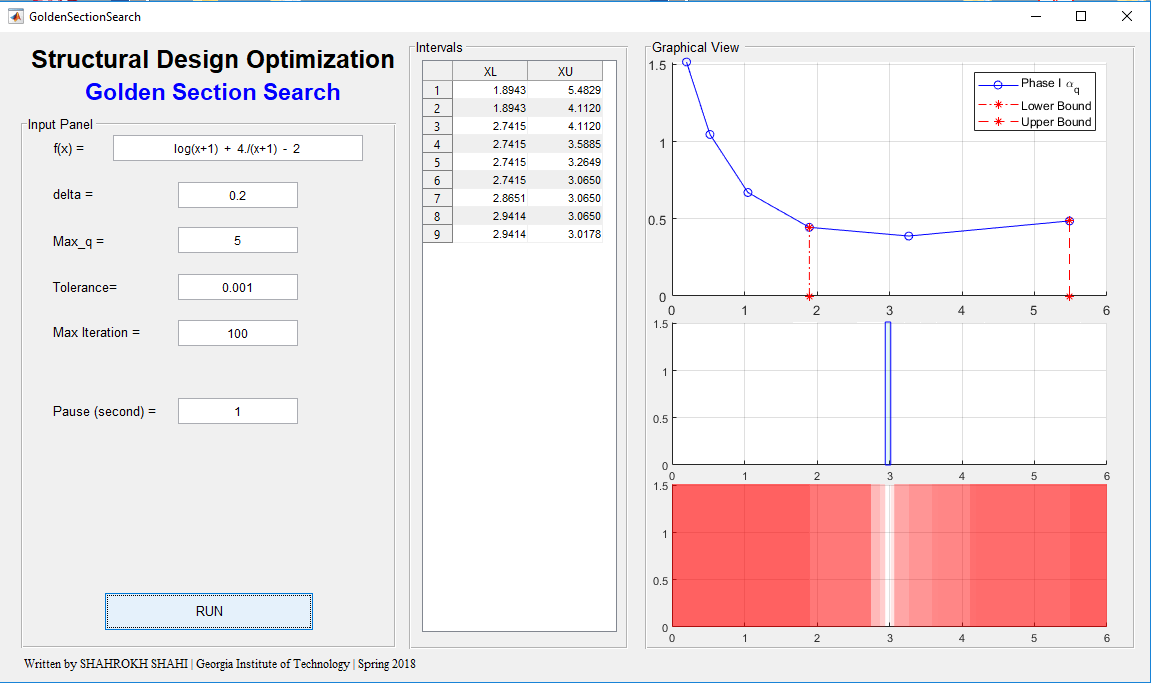 GoldenSectionSearch
Structural Design Optimization
Golden Section Search
Input Panel
f(x) = log(x+1) + 4./(x+1) - 2
delta = 0.2
Max_q = 5
Tolerance= 0.001
Max Iteration = 100
Pause (second) = 1
RUN
Written by SHAHROKH SHAHI | Georgia Institute of Technology | Spring 2018
Intervals
XL XU
1 1.8943 5.4829
2 1.8943 4.1120
3 2.7415 4.1120
4 2.7415 3.5885
5 2.7415 3.2649
6 2.7415 3.0650
7 2.8651 3.0650
8 2.9414 3.0650
9 2.9414 3.0178
Graphical View
Phase I α q
Lower Bound
Upper Bound
1.5
1
0.5
0
0 1 2 3 4 5 6
1.5
1
0.5
0
0 1 2 3 4 5 6
1.5
1
0.5
0
0 1 2 3 4 5 6